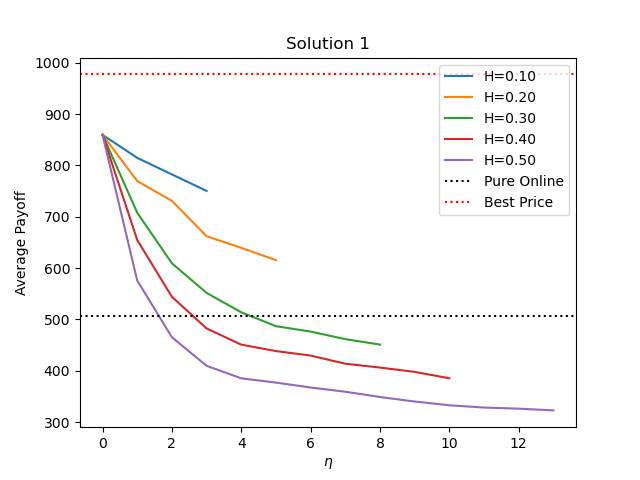 Solution 1
1000
900
800
700
600
500
400
300
Average Payoff
0
2
4
6
8
10
12
η
H=0.10
H=0.20
H=0.30
H=0.40
H=0.50
Pure Online
Best Price